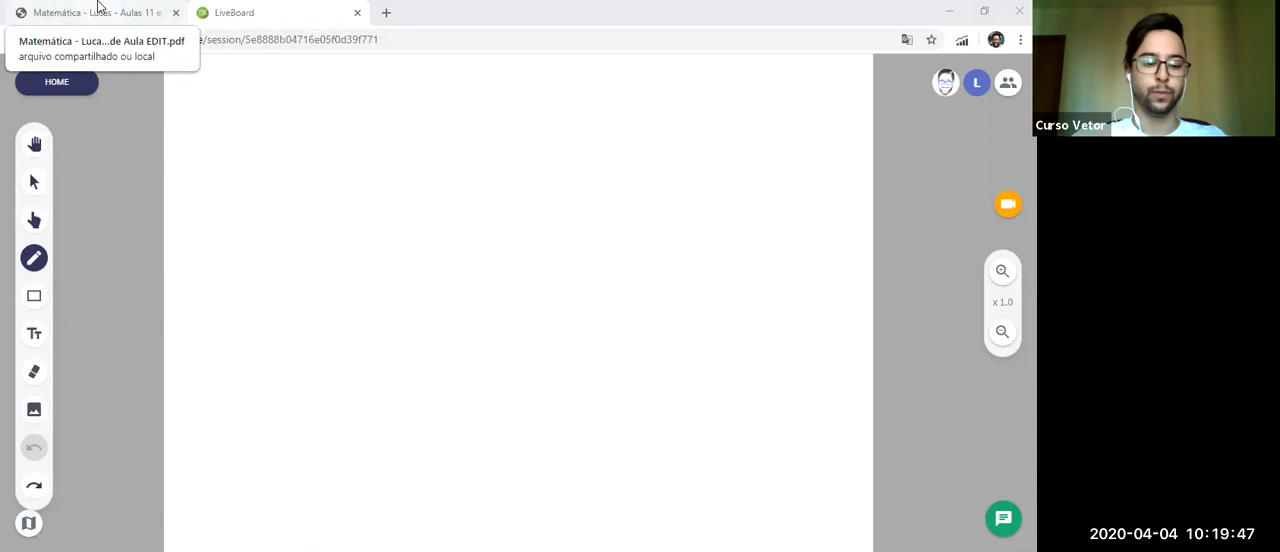 Matemática - Lucas - Aulas 11 e
LiveBoard
Matemática - Luca...de Aula EDIT.pdf
arquivo compartilhado ou local
e/session/5e8888b04716e05f0d39f771
HOME
L
Curso Vetor
Tт
x 1.0
2020-04-04 10:19:47